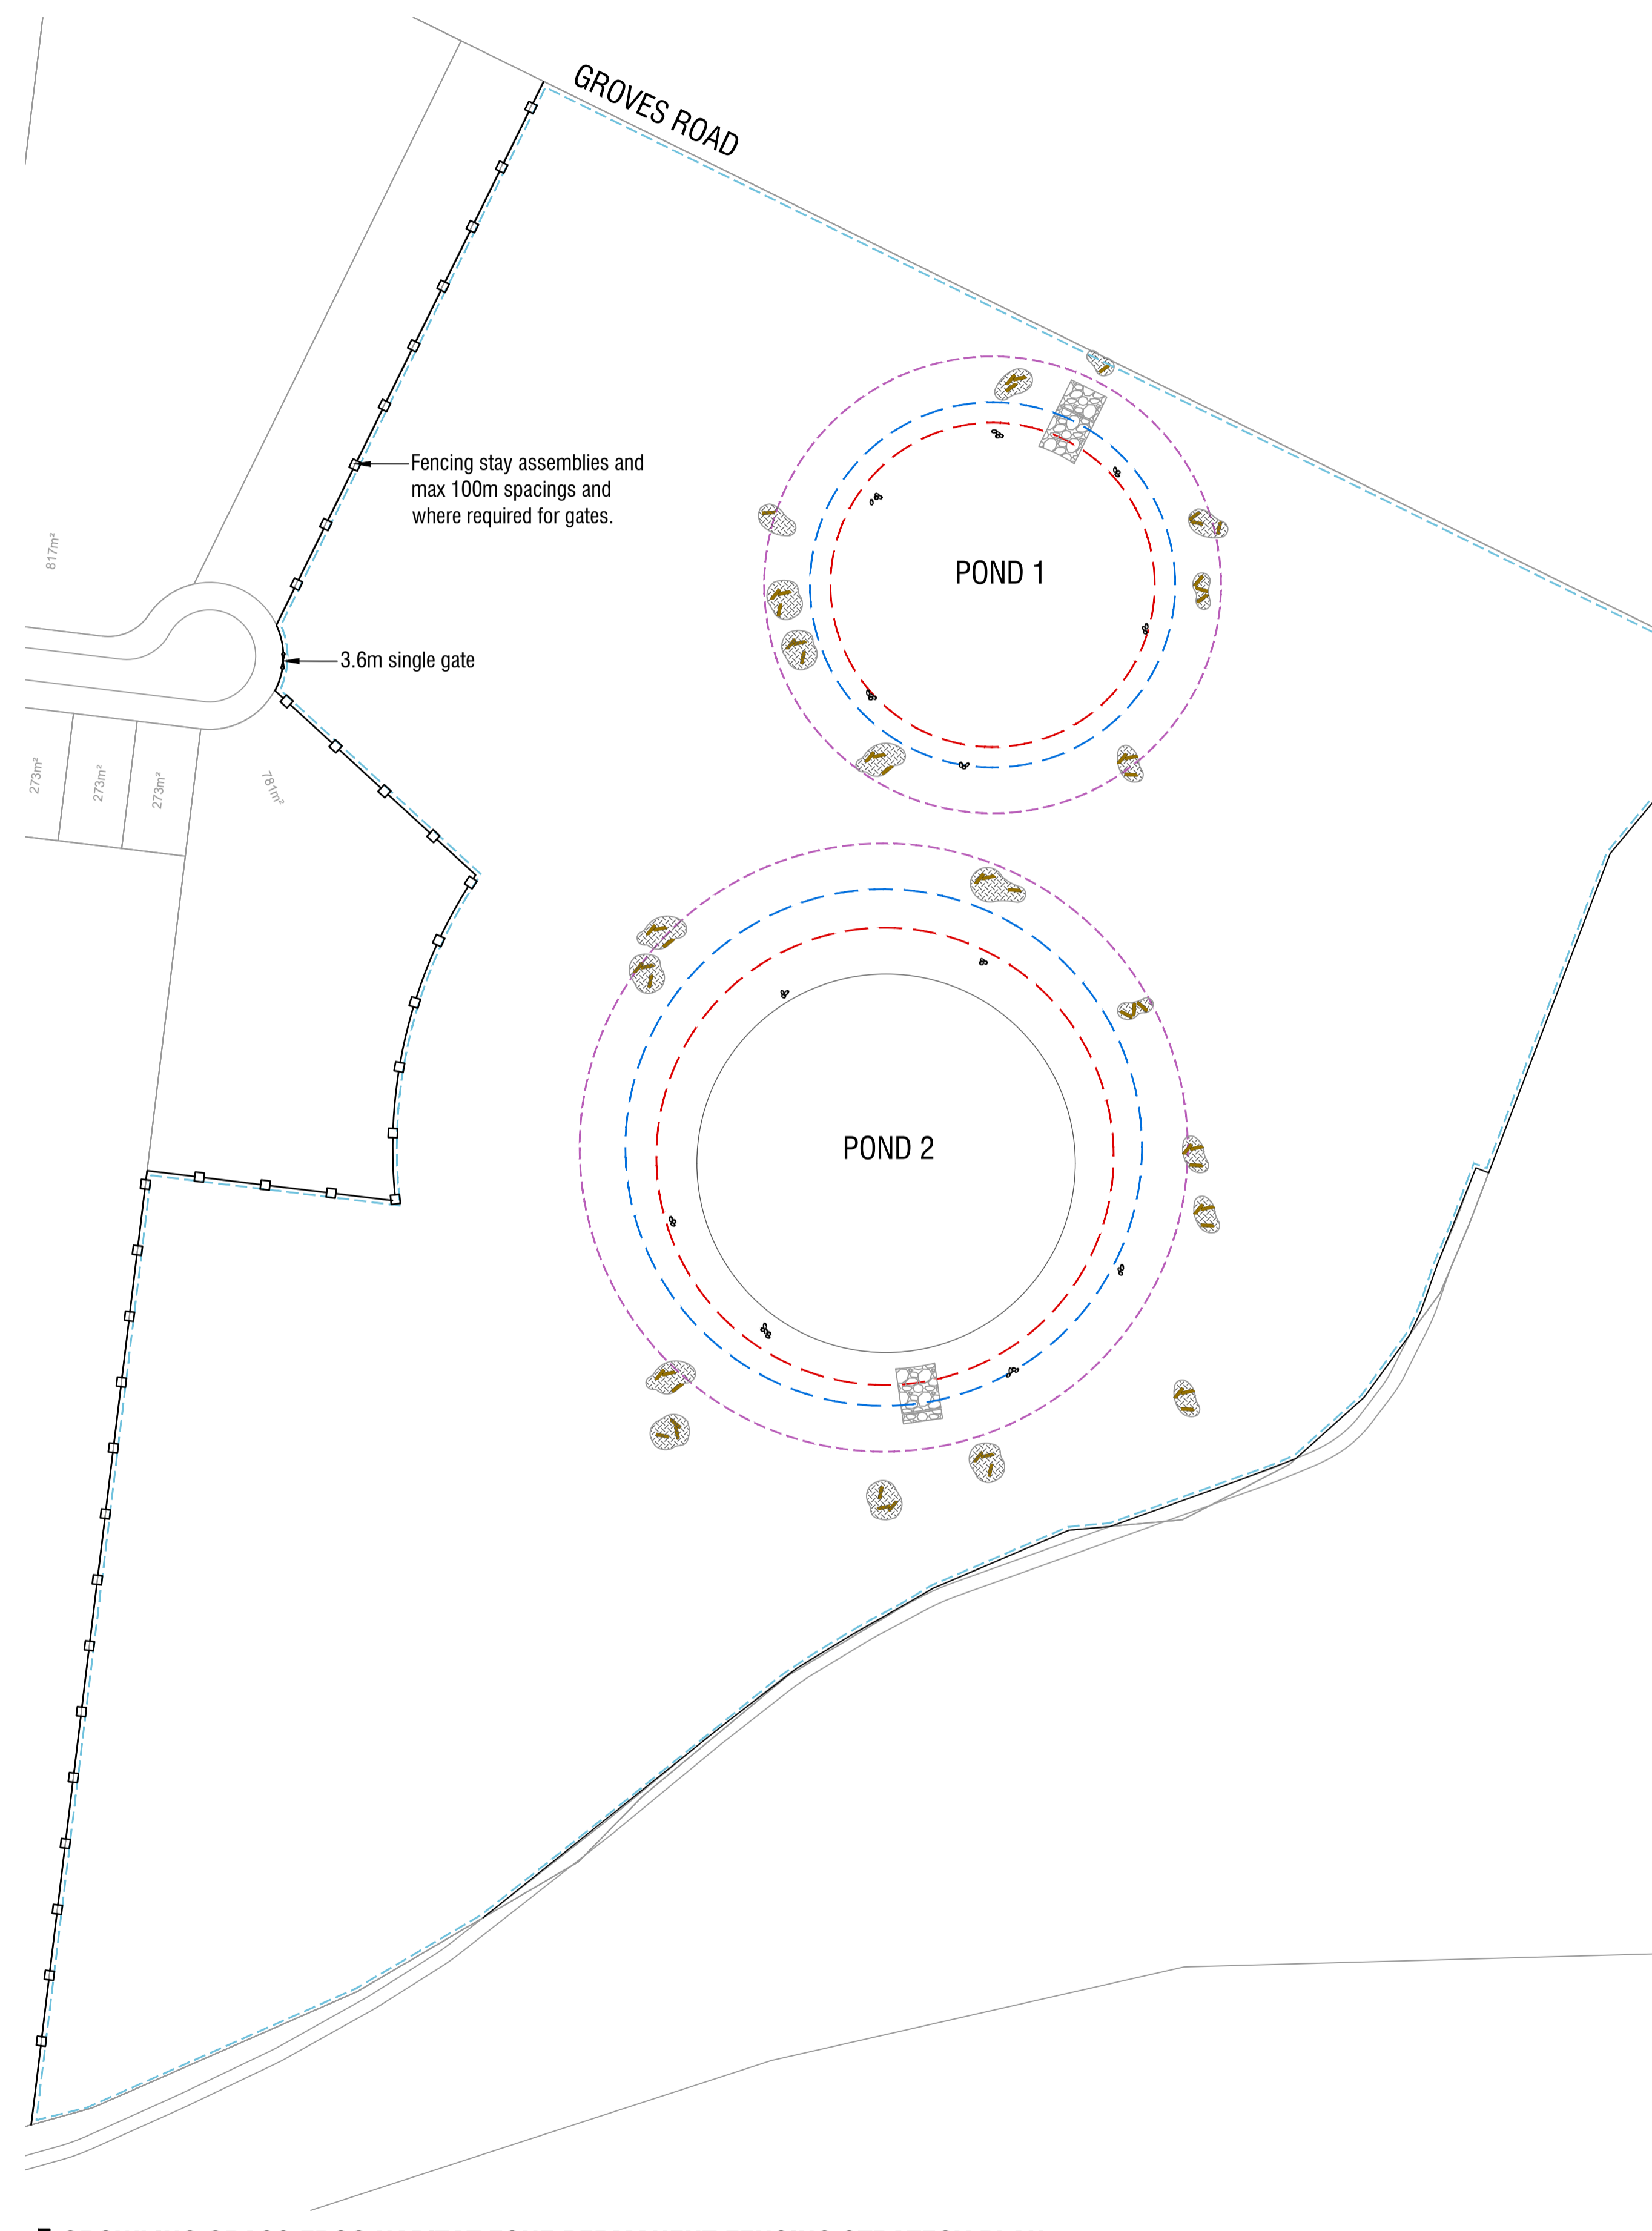 GROVES ROAD
Fencing stay assemblies and
max 100m spacings and
where required for gates.
POND 1
817m²
3.6m single gate
273m²
273m²
273m²
781m²
POND 2